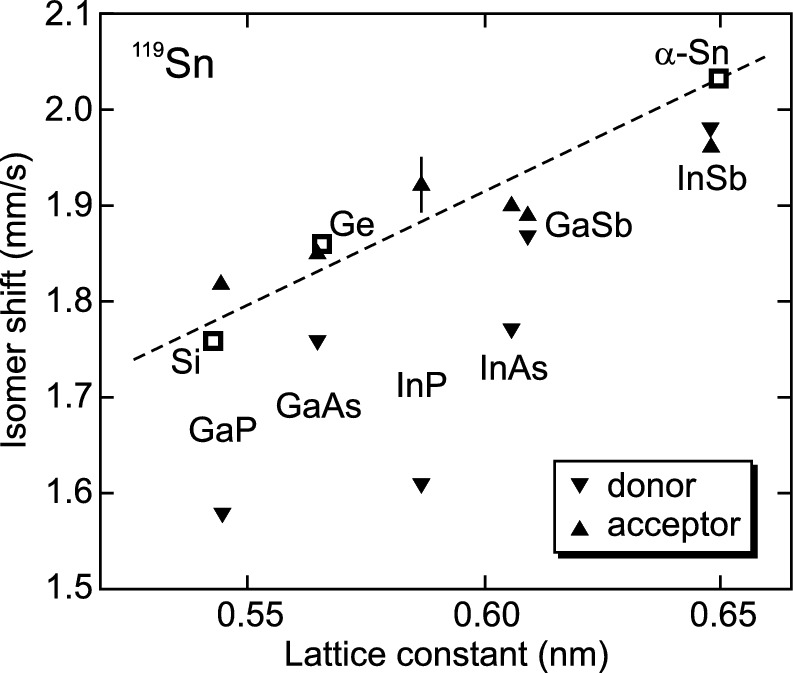 2.1
2.0
1.9
1.8
1.7
1.6
1.5
Isomer shift (mm/s)
¹¹⁹Sn
α-Sn
InSb
Ge
GaSb
Si
GaP
GaAs
InP
InAs
donor
acceptor
0.55
0.60
0.65
Lattice constant (nm)